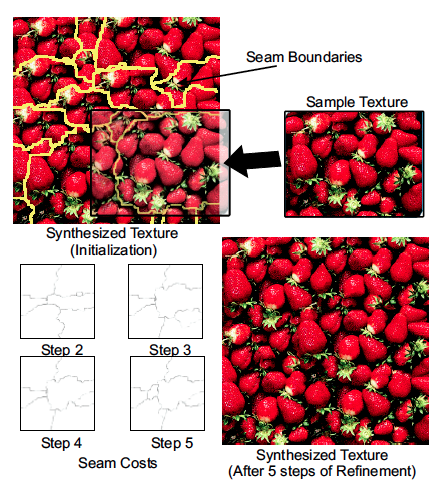 Seam Boundaries
Sample Texture
Synthesized Texture
(Initialization)
Step 2
Step 3
Step 4
Step 5
Seam Costs
Synthesized Texture
(After 5 steps of Refinement)